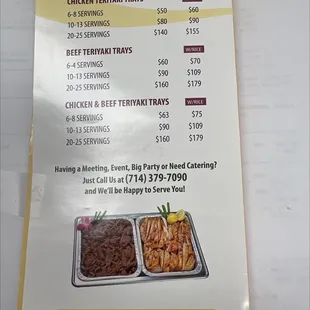 CHICKEN TERIYAKI TRAYS
6-8 SERVINGS $50 $60
10-13 SERVINGS $80 $90
20-25 SERVINGS $140 $155
BEEF TERIYAKI TRAYS W/RICE
6-4 SERVINGS $60 $70
10-13 SERVINGS $90 $109
20-25 SERVINGS $160 $179
CHICKEN & BEEF TERIYAKI TRAYS W/RICE
6-8 SERVINGS $63 $75
10-13 SERVINGS $90 $109
20-25 SERVINGS $160 $179
Having a Meeting, Event, Big Party or Need Catering?
Just Call Us at (714) 379-7090
and We'll be Happy to Serve You!